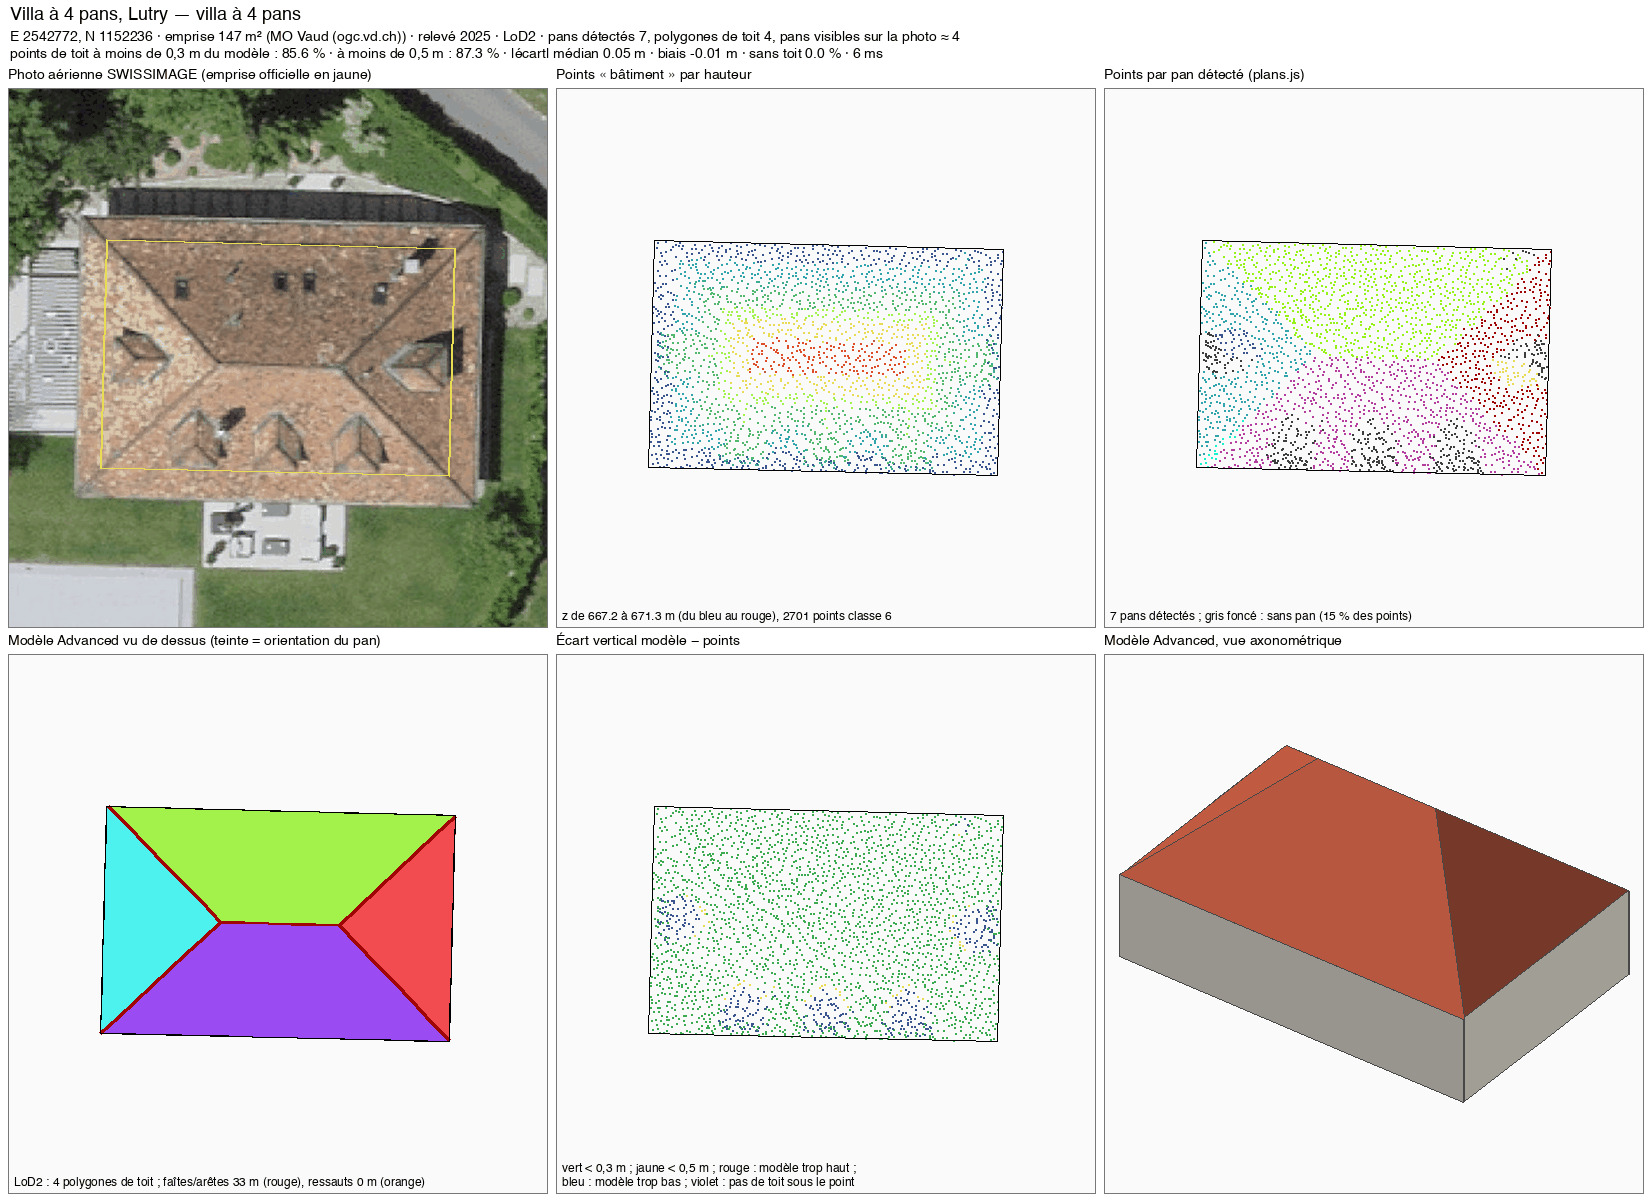 Villa à 4 pans, Lutry — villa à 4 pans
E 2542772, N 1152236 · emprise 147 m² (MO Vaud (ogc.vd.ch)) · relevé 2025 · LoD2 · pans détectés 7, polygones de toit 4, pans visibles sur la photo ≈ 4
points de toit à moins de 0,3 m du modèle : 85.6 % · à moins de 0,5 m : 87.3 % · lécartl médian 0.05 m · biais -0.01 m · sans toit 0.0 % · 6 ms
Photo aérienne SWISSIMAGE (emprise officielle en jaune)
Points « bâtiment » par hauteur
Points par pan détecté (plans.js)
z de 667.2 à 671.3 m (du bleu au rouge), 2701 points classe 6
7 pans détectés ; gris foncé : sans pan (15 % des points)
Modèle Advanced vu de dessus (teinte = orientation du pan)
Écart vertical modèle – points
Modèle Advanced, vue axonométrique
LoD2 : 4 polygones de toit ; faîtes/arêtes 33 m (rouge), ressauts 0 m (orange)
vert < 0,3 m ; jaune < 0,5 m ; rouge : modèle trop haut ;
bleu : modèle trop bas ; violet : pas de toit sous le point